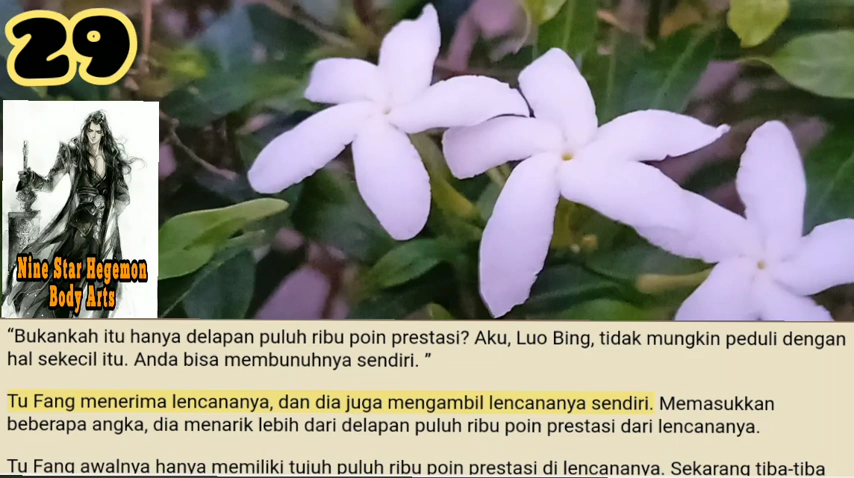 29
Nine Star Hegemon
Body Arts
“Bukankah itu hanya delapan puluh ribu poin prestasi? Aku, Luo Bing, tidak mungkin peduli dengan
hal sekecil itu. Anda bisa membunuhnya sendiri. ”
Tu Fang menerima lencananya, dan dia juga mengambil lencananya sendiri. Memasukkan
beberapa angka, dia menarik lebih dari delapan puluh ribu poin prestasi dari lencananya.
Tu Fang awalnya hanya memiliki tujuh puluh ribu poin prestasi di lencananya. Sekarang tiba-tiba